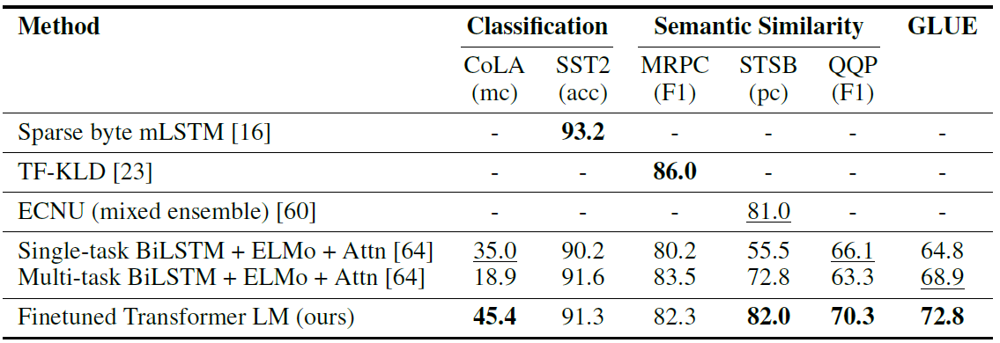 Method Classification Semantic Similarity GLUE
CoLA SST2 MRPC STSB QQP
(mc) (acc) (F1) (pc) (F1)
Sparse byte mLSTM [16] - 93.2 - - - -
TF-KLD [23] - - 86.0 - - -
ECNU (mixed ensemble) [60] - - - 81.0 - -
Single-task BiLSTM + ELMo + Attn [64] 35.0 90.2 80.2 55.5 66.1 64.8
Multi-task BiLSTM + ELMo + Attn [64] 18.9 91.6 83.5 72.8 63.3 68.9
Finetuned Transformer LM (ours) 45.4 91.3 82.3 82.0 70.3 72.8